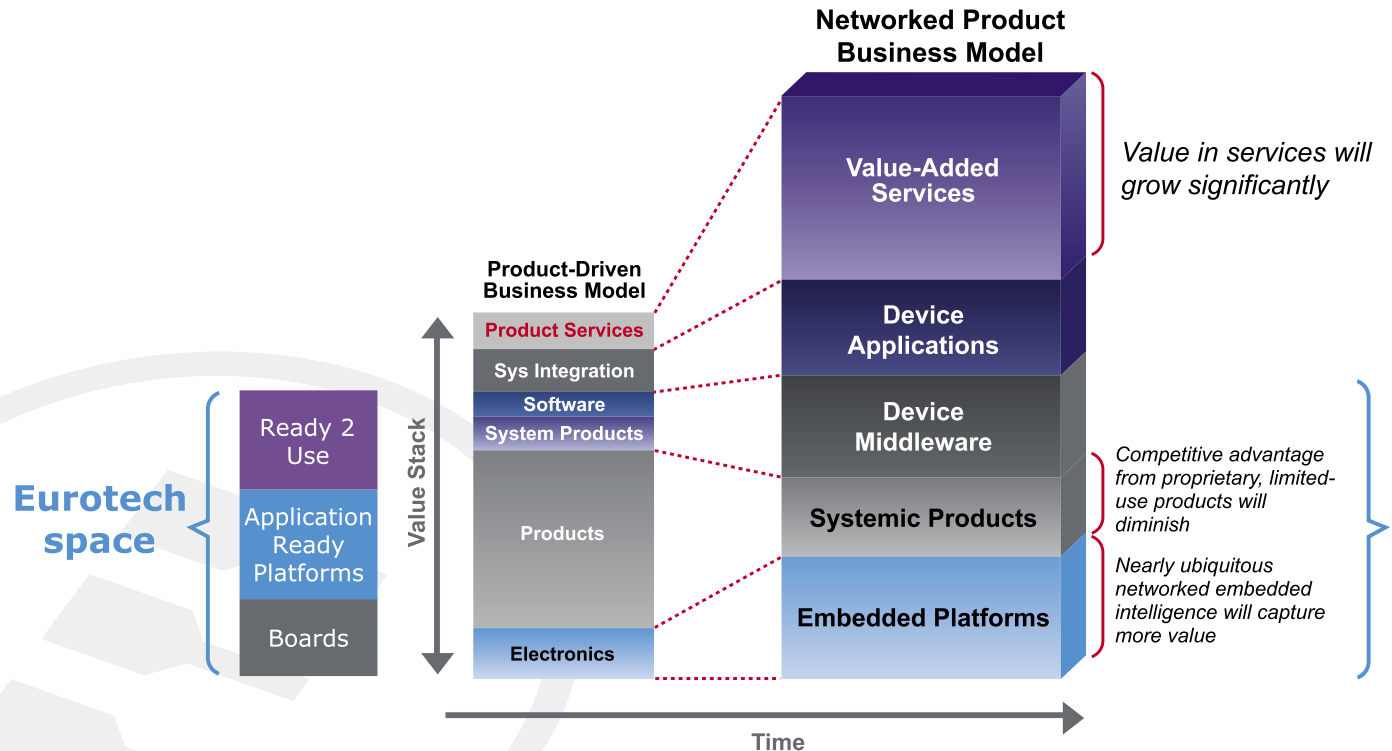 Networked Product
Business Model
Value-Added
Services
Value in services will
grow significantly
Product-Driven
Business Model
Product Services
Sys Integration
Software
System Products
Products
Electronics
Device
Applications
Device
Middleware
Systemic Products
Embedded Platforms
Competitive advantage
from proprietary, limited-
use products will
diminish
Nearly ubiquitous
networked embedded
intelligence will capture
more value
Eurotech
space
Ready 2
Use
Application
Ready
Platforms
Boards
Value Stack
Time